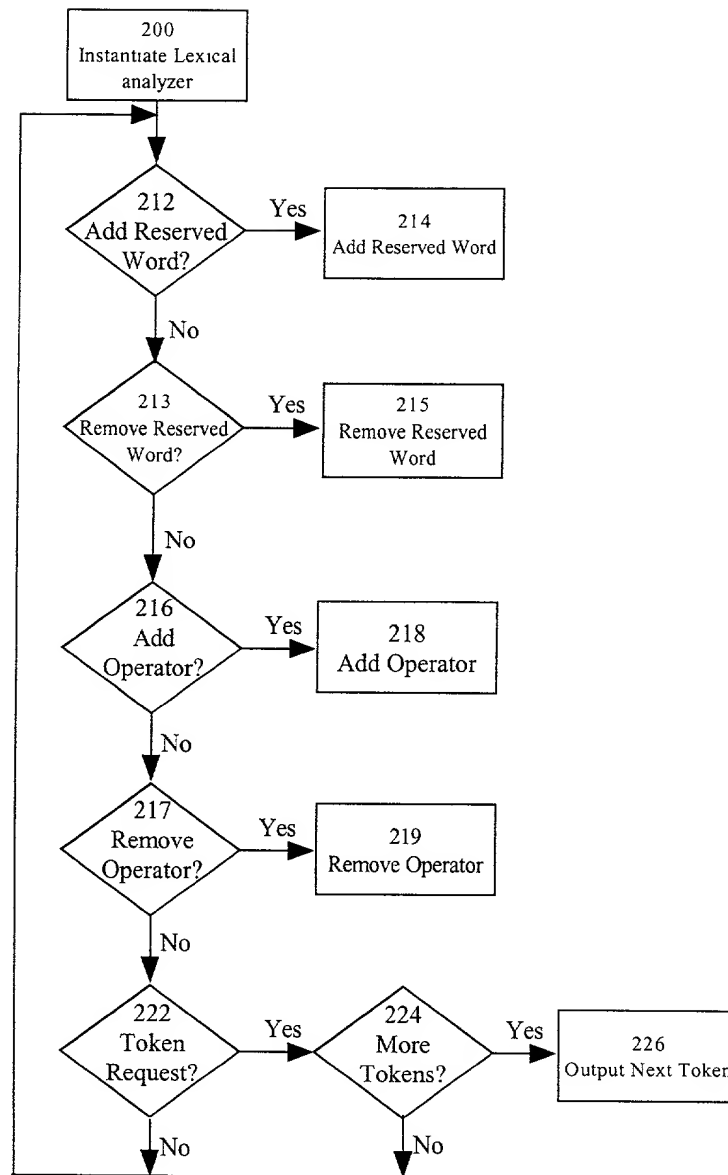 200
Instantiate Lexical
analyzer
212
Add Reserved
Word?
Yes
214
Add Reserved Word
No
213
Remove Reserved
Word?
Yes
215
Remove Reserved
Word
No
216
Add
Operator?
Yes
218
Add Operator
No
217
Remove
Operator?
Yes
219
Remove Operator
No
222
Token
Request?
Yes
224
More
Tokens?
Yes
226
Output Next Token
No
No